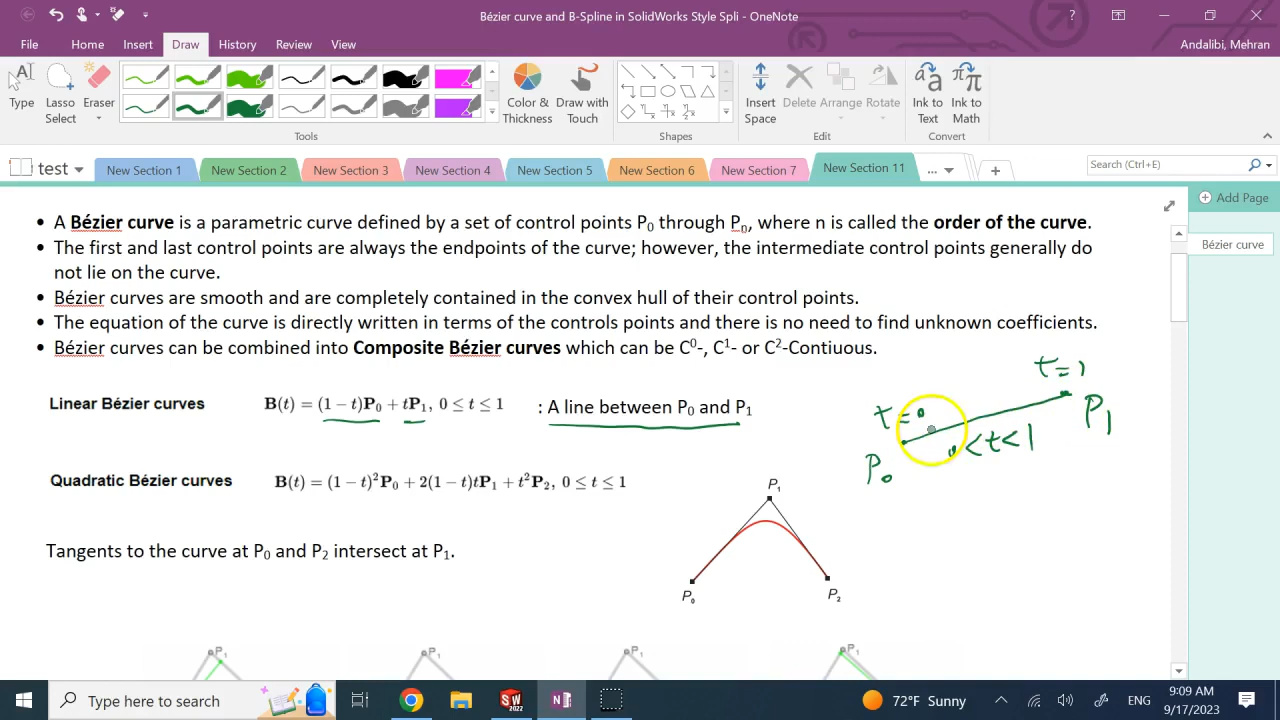 Bézier curve and B-Spline in SolidWorks Style Spli - OneNote
?
Andalibi, Mehran
File Home Insert Draw History Review View
Type Lasso Select Eraser Color & Thickness Draw with Touch Insert Space Delete Arrange Rotate Ink to Text Ink to Math
Tools Shapes Edit Convert
test New Section 1 New Section 2 New Section 3 New Section 4 New Section 5 New Section 6 New Section 7 New Section 11 ... + Search (Ctrl+E)
Add Page
Bézier curve
• A Bézier curve is a parametric curve defined by a set of control points P₀ through Pₙ, where n is called the order of the curve.
• The first and last control points are always the endpoints of the curve; however, the intermediate control points generally do
not lie on the curve.
• Bézier curves are smooth and are completely contained in the convex hull of their control points.
• The equation of the curve is directly written in terms of the controls points and there is no need to find unknown coefficients.
• Bézier curves can be combined into Composite Bézier curves which can be C⁰-, C¹- or C²-Contiuous.
t=1
Linear Bézier curves B(t) = (1 − t)P₀ + tP₁, 0 ≤ t ≤ 1 : A line between P₀ and P₁
t=0
P₁
0<t<1
P₀
Quadratic Bézier curves B(t) = (1 − t)²P₀ + 2(1 − t)tP₁ + t²P₂, 0 ≤ t ≤ 1
P₁
Tangents to the curve at P₀ and P₂ intersect at P₁.
P₀ P₂
P₁ P₁ P₁ P₁
Type here to search
SW 2022
N
72°F Sunny
ENG
9:09 AM
9/17/2023